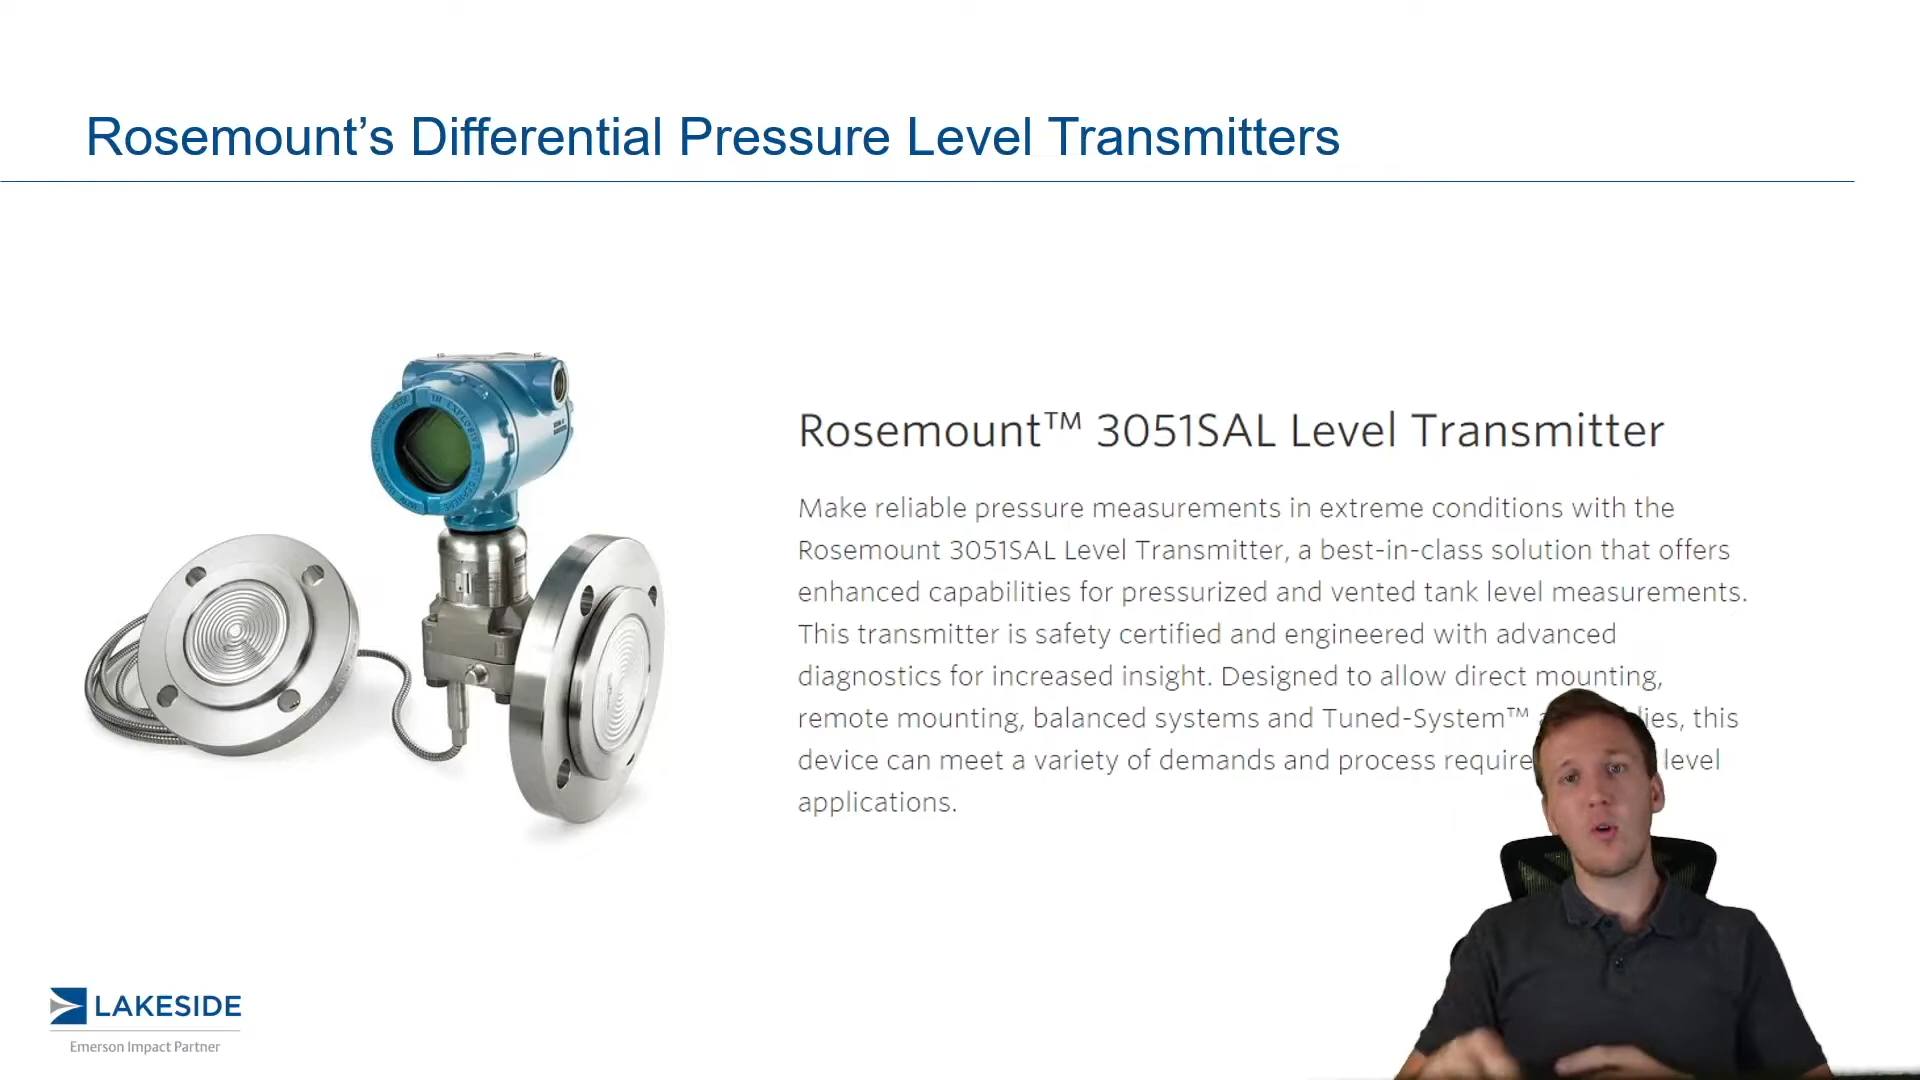 Rosemount’s Differential Pressure Level Transmitters
Rosemount™ 3051SAL Level Transmitter
Make reliable pressure measurements in extreme conditions with the
Rosemount 3051SAL Level Transmitter, a best-in-class solution that offers
enhanced capabilities for pressurized and vented tank level measurements.
This transmitter is safety certified and engineered with advanced
diagnostics for increased insight. Designed to allow direct mounting,
remote mounting, balanced systems and Tuned-System™ this
device can meet a variety of demands and process level
applications.
LAKESIDE
Emerson Impact Partner